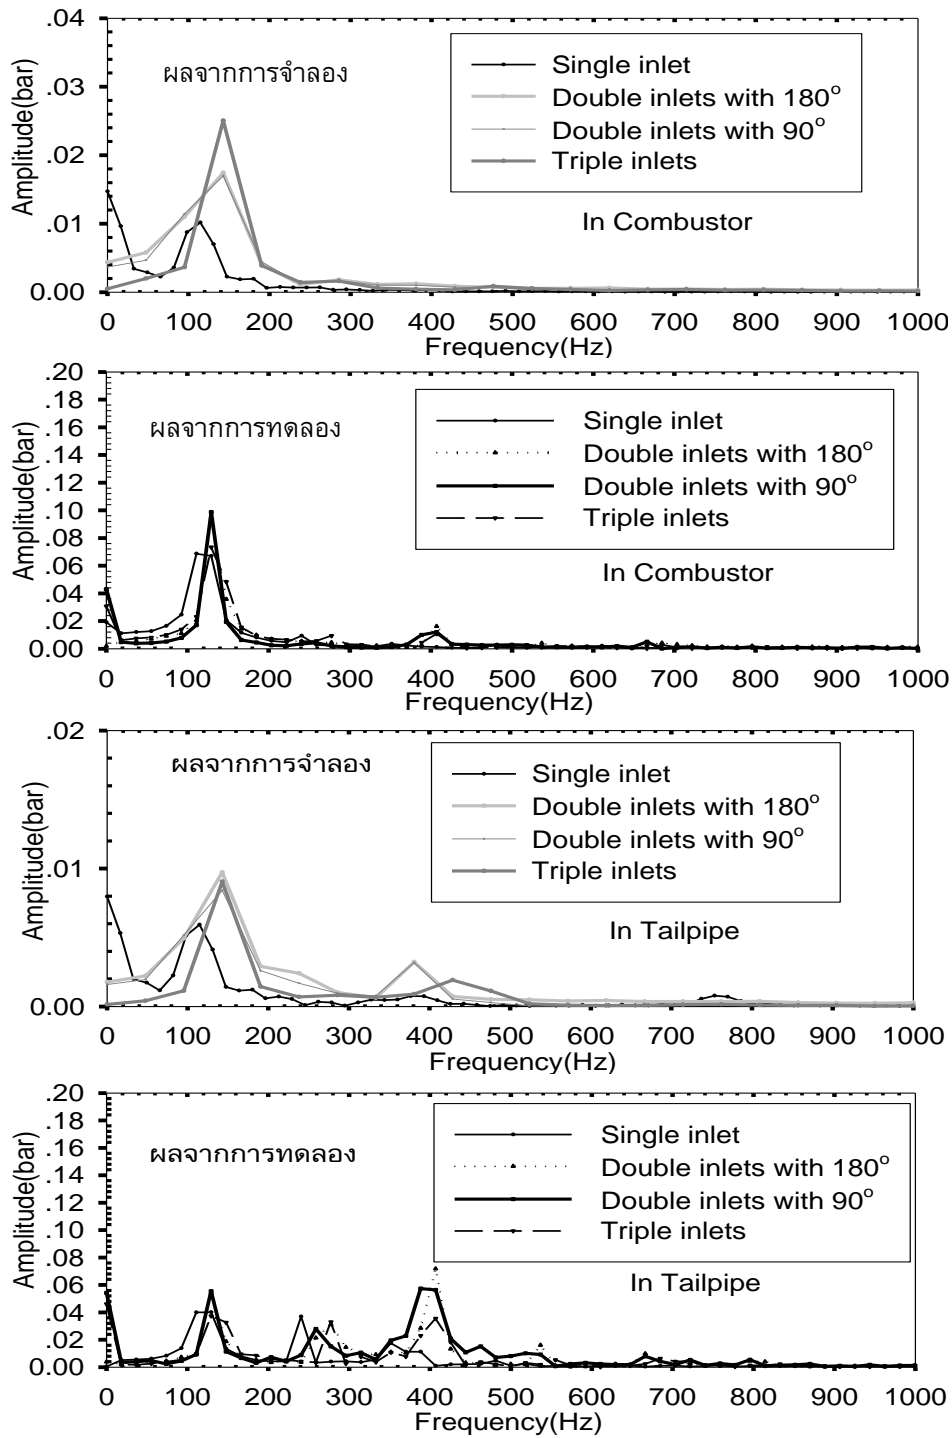 .04
.03
.02
.01
0.00
Amplitude(bar)
ผลจากการจำลอง
Single inlet
Double inlets with 180°
Double inlets with 90°
Triple inlets
In Combustor
0 100 200 300 400 500 600 700 800 900 1000
Frequency(Hz)
.20
.18
.16
.14
.12
.10
.08
.06
.04
.02
0.00
Amplitude(bar)
ผลจากการทดลอง
Single inlet
Double inlets with 180°
Double inlets with 90°
Triple inlets
In Combustor
0 100 200 300 400 500 600 700 800 900 1000
Frequency(Hz)
.02
.01
0.00
Amplitude(bar)
ผลจากการจำลอง
Single inlet
Double inlets with 180°
Double inlets with 90°
Triple inlets
In Tailpipe
0 100 200 300 400 500 600 700 800 900 1000
Frequency(Hz)
.20
.18
.16
.14
.12
.10
.08
.06
.04
.02
0.00
Amplitude(bar)
ผลจากการทดลอง
Single inlet
Double inlets with 180°
Double inlets with 90°
Triple inlets
In Tailpipe
0 100 200 300 400 500 600 700 800 900 1000
Frequency(Hz)